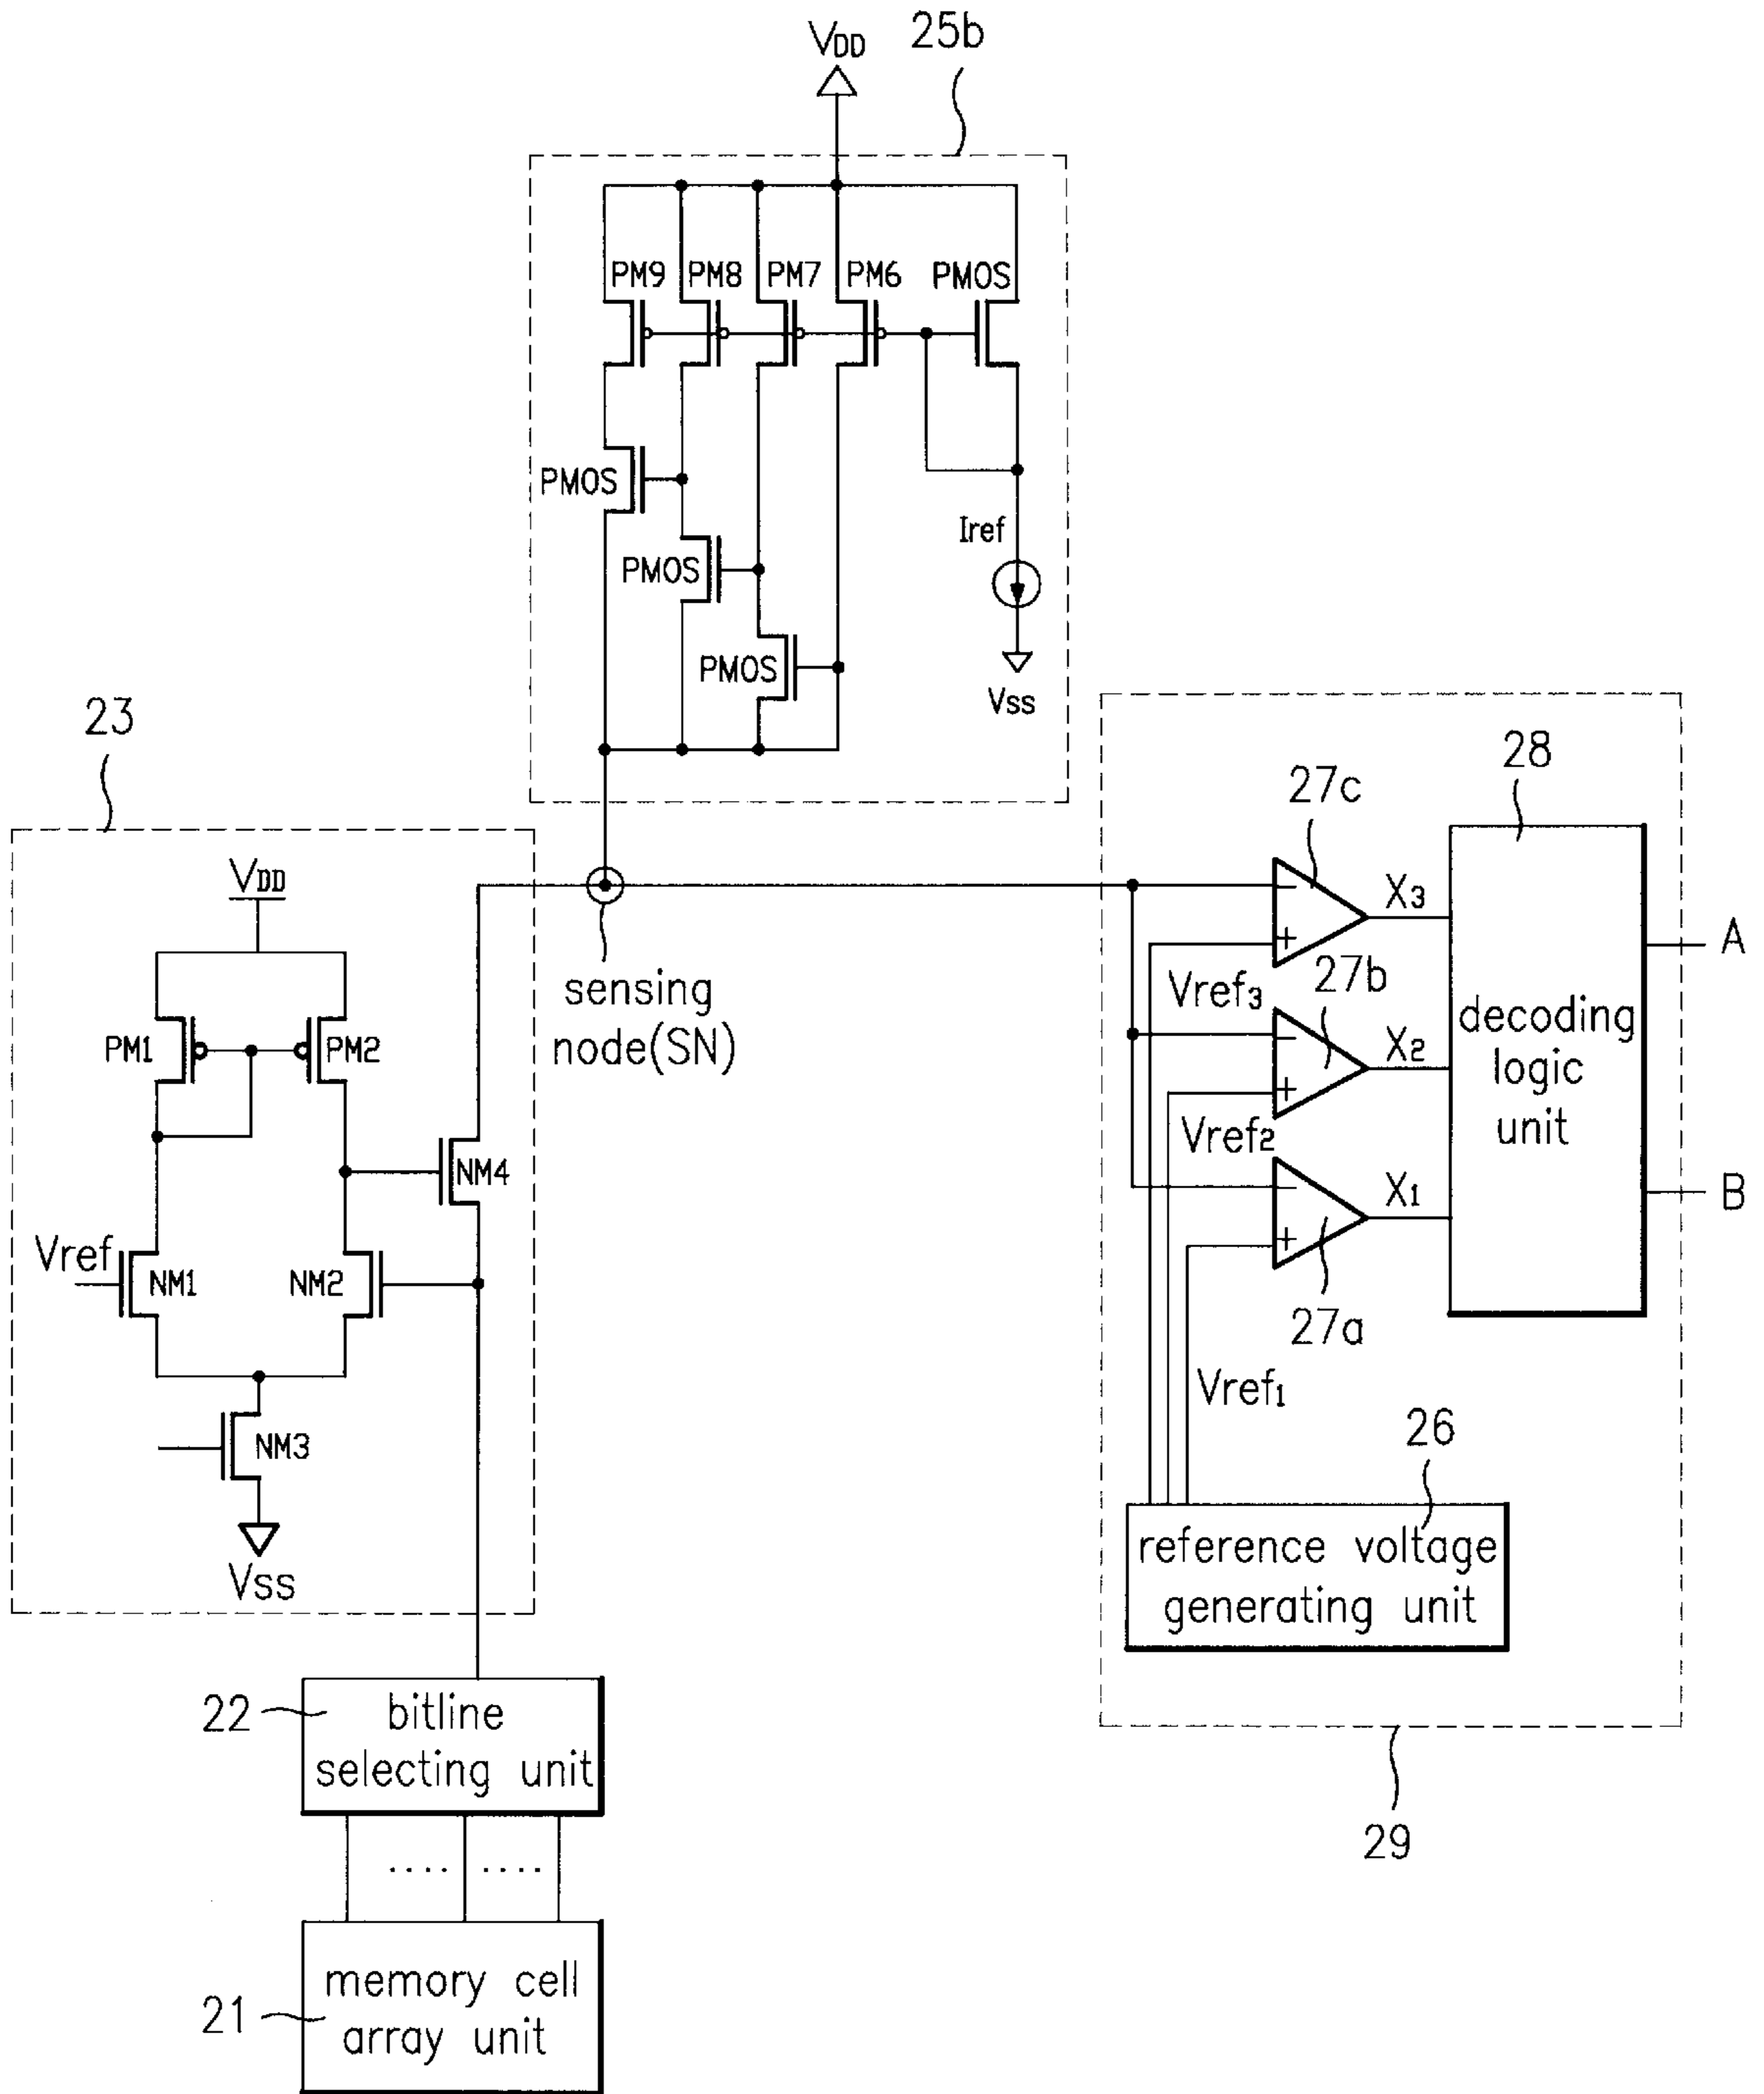 VDD
25b
PM9 PM8 PM7 PM6 PMOS
PMOS
PMOS
PMOS
Iref
Vss
23
VDD
PM1
PM2
Vref
NM1
NM2
NM4
NM3
Vss
sensing
node(SN)
27c
28
X3
A
Vref3
27b
X2
decoding
logic
unit
Vref2
X1
B
27a
Vref1
26
reference voltage
generating unit
29
22
bitline
selecting unit
.... ....
21
memory cell
array unit